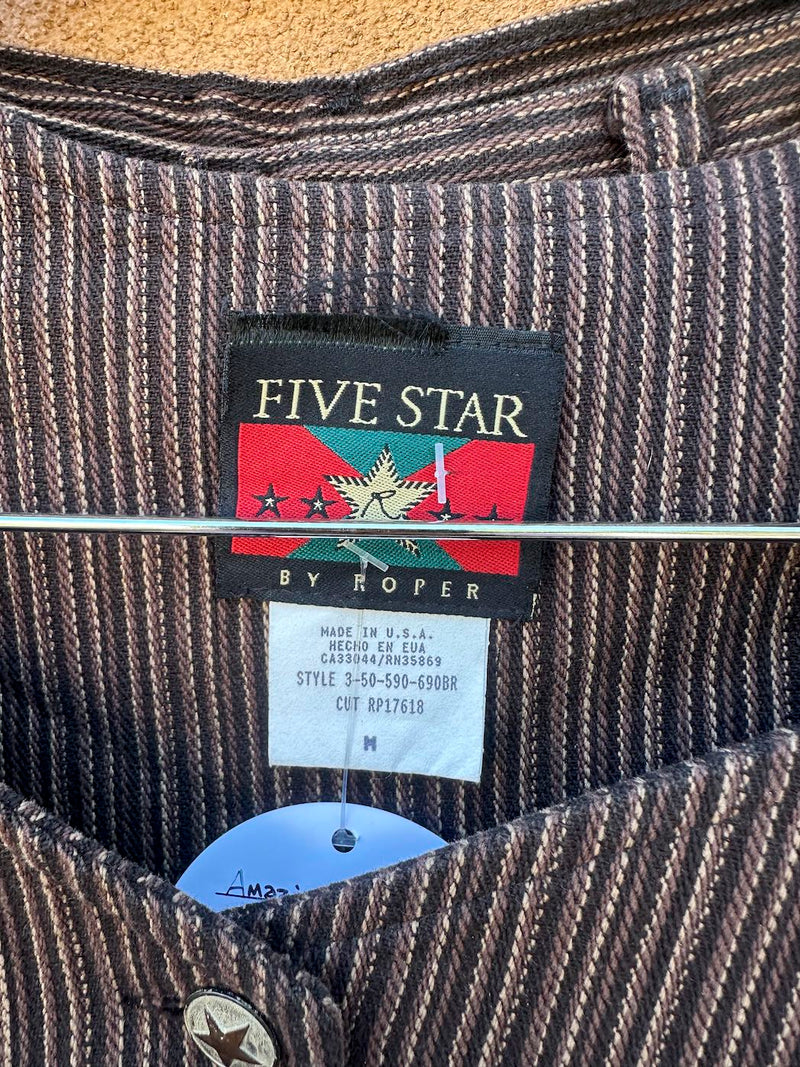 FIVE STAR
R
BY ROPER
MADE IN U.S.A.
HECHO EN EUA
CA33044/RN35869
STYLE 3-50-590-690BR
CUT RP17618
M